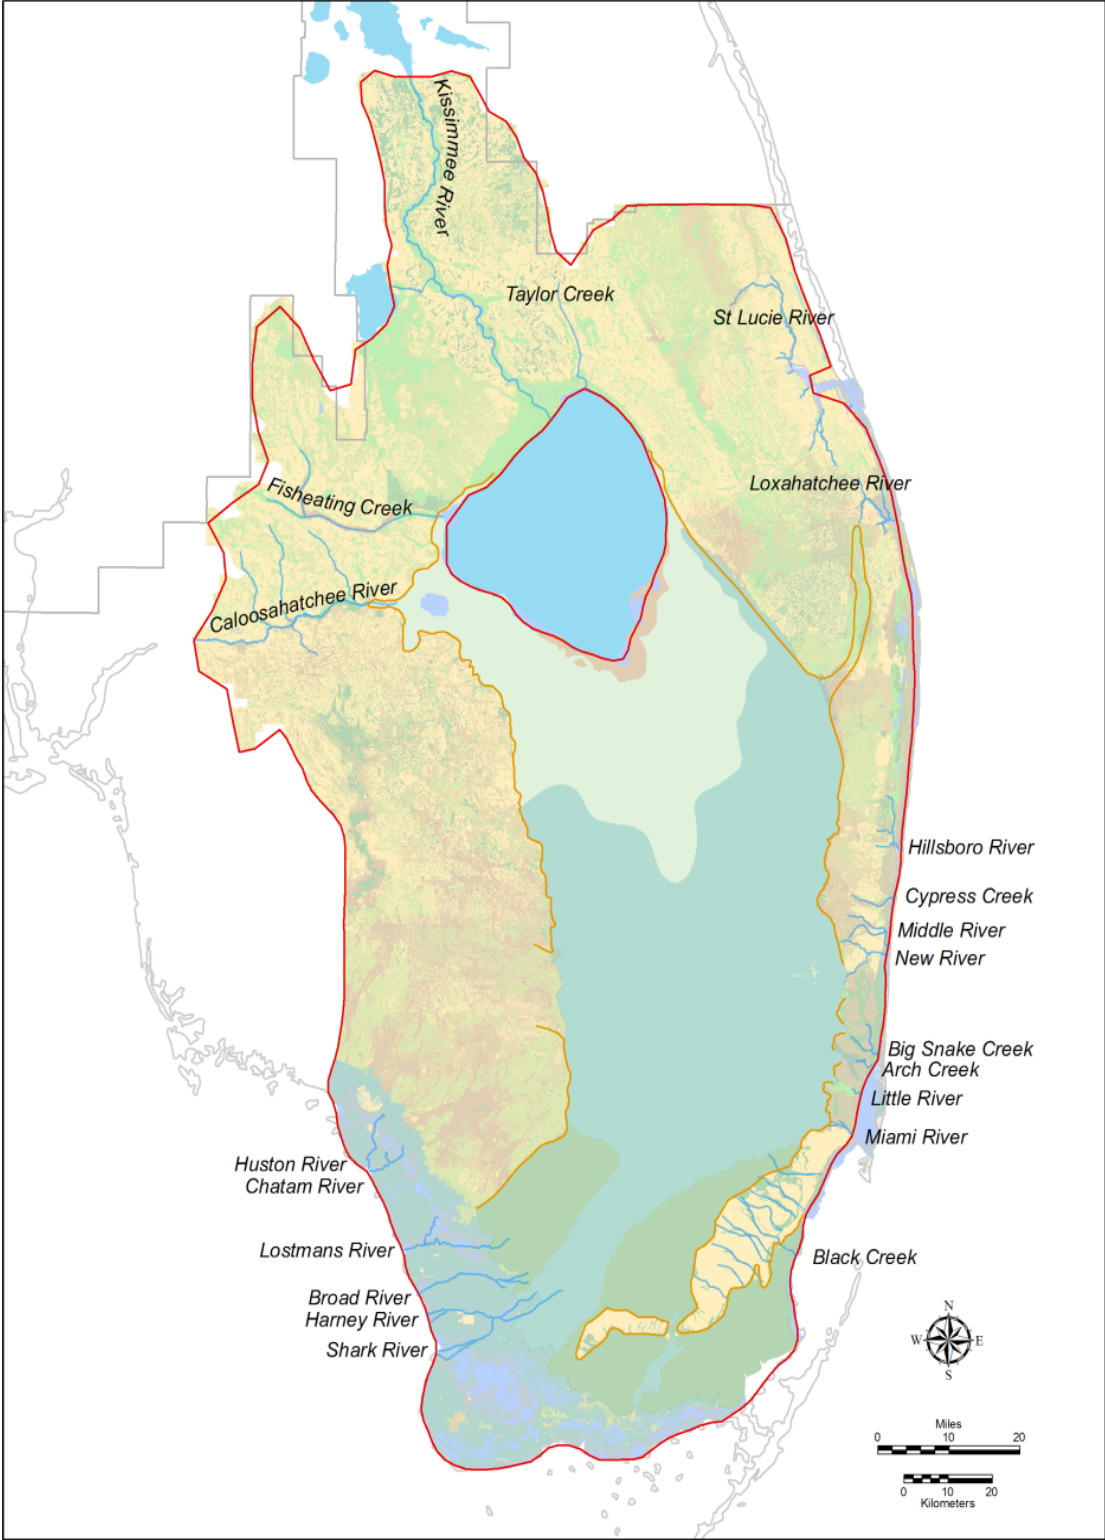 Kissimmee River
Taylor Creek
St Lucie River
Loxahatchee River
Fisheating Creek
Caloosahatchee River
Hillsboro River
Cypress Creek
Middle River
New River
Big Snake Creek
Arch Creek
Little River
Miami River
Huston River
Chatam River
Lostmans River
Black Creek
Broad River
Harney River
Shark River
N
W E
S
Miles
0 10 20
0 10 20
Kilometers